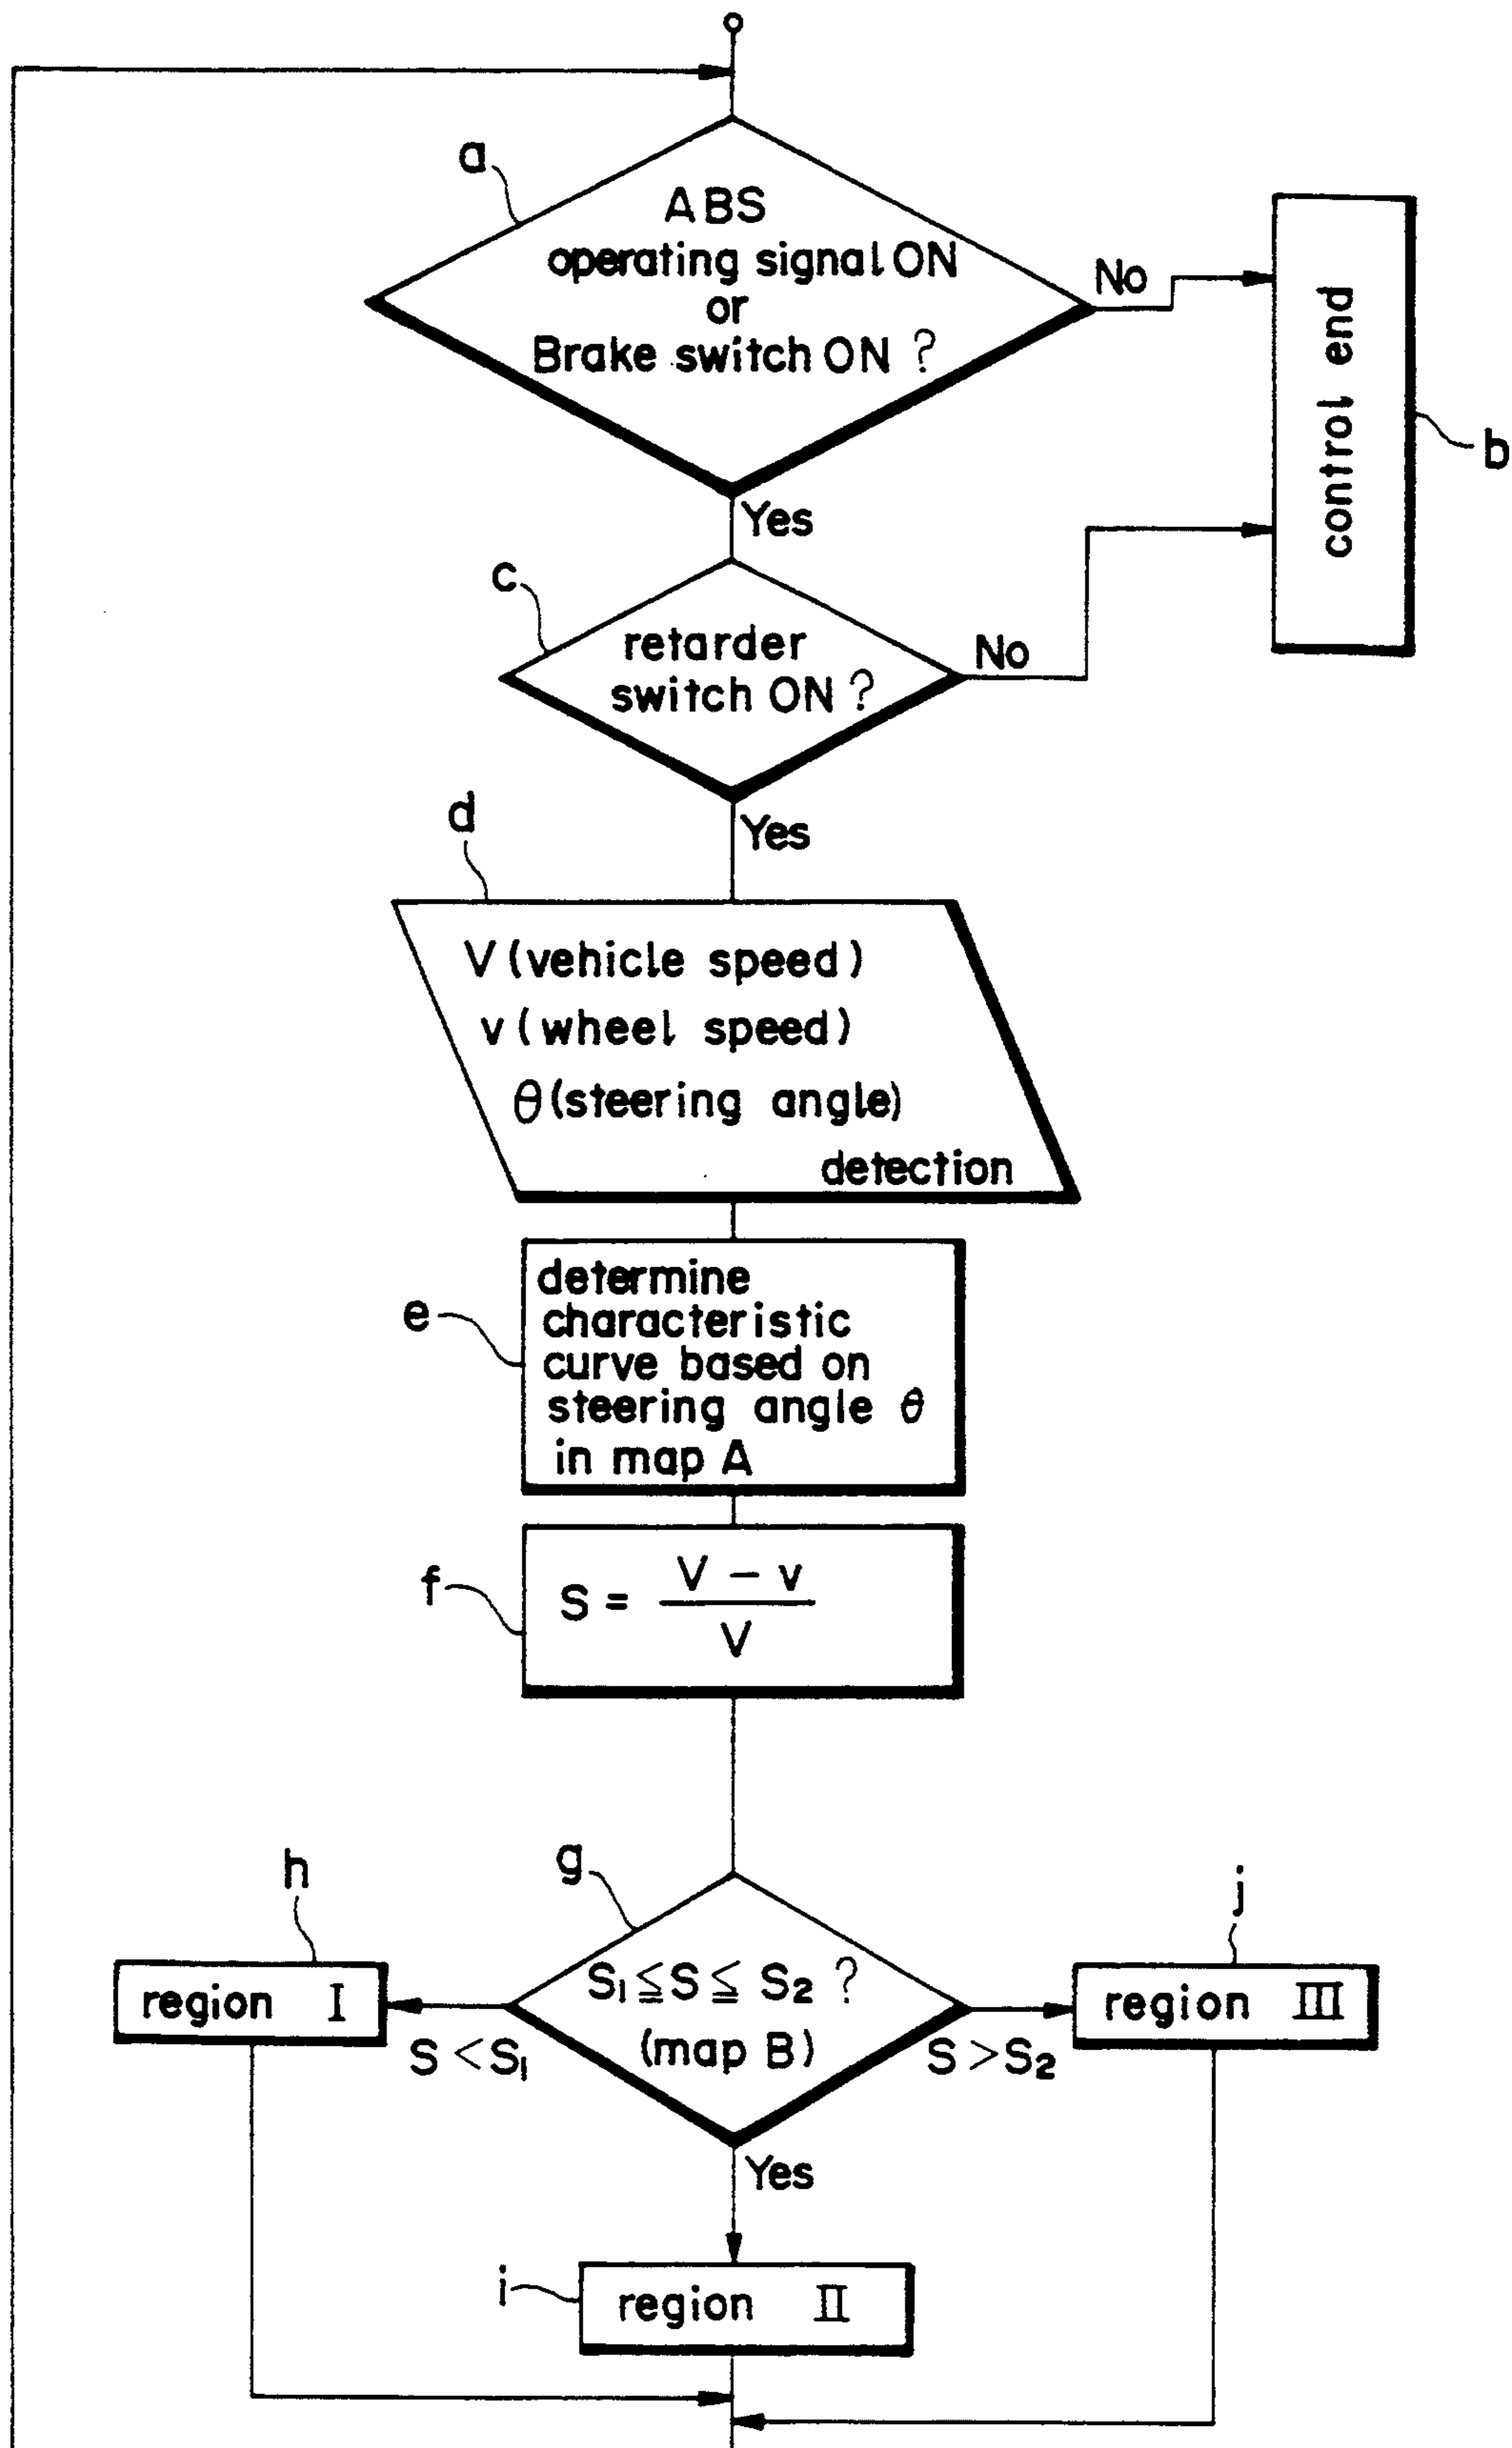 a
ABS
operating signal ON
or
Brake switch ON ?
No
control end
b
Yes
c
retarder
switch ON ?
No
Yes
d
V (vehicle speed)
v (wheel speed)
θ (steering angle)
detection
e
determine
characteristic
curve based on
steering angle θ
in map A
f
S = (V - v) / V
g
h
j
S₁ ≦ S ≦ S₂ ?
(map B)
region I
region III
S < S₁
S > S₂
Yes
i
region II